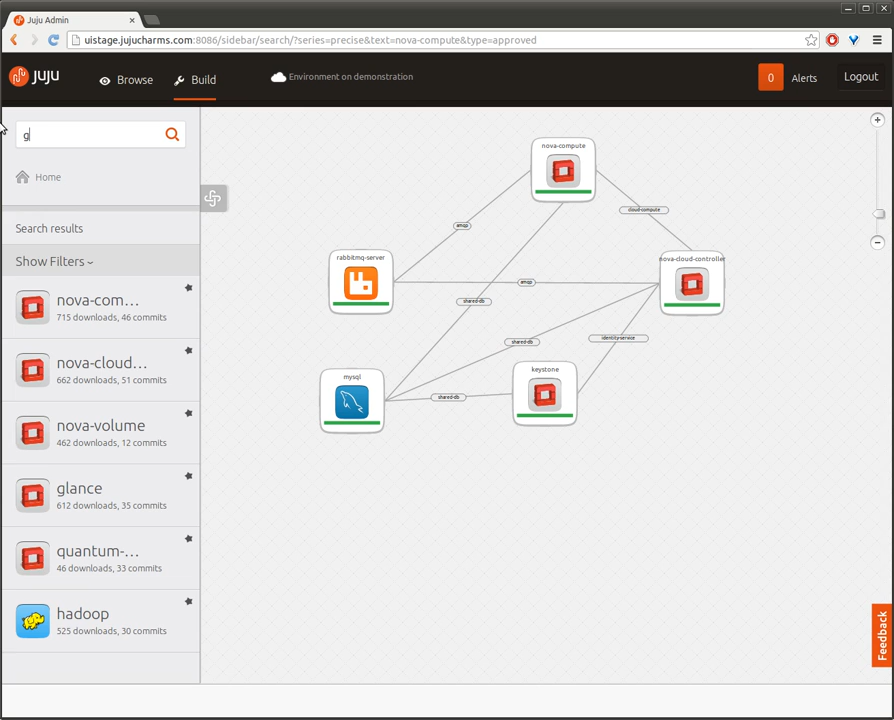 Juju Admin
uistage.jujucharms.com:8086/sidebar/search/?series=precise&text=nova-compute&type=approved
juju
Browse
Build
Environment on demonstration
0
Alerts
Logout
g
Home
Search results
Show Filters
nova-com...
715 downloads, 46 commits
nova-cloud...
662 downloads, 51 commits
nova-volume
462 downloads, 12 commits
glance
612 downloads, 35 commits
quantum-...
46 downloads, 33 commits
hadoop
525 downloads, 30 commits
nova-compute
cloud-compute
amqp
rabbitmq-server
nova-cloud-controller
amqp
shared-db
shared-db
identity-service
mysql
keystone
shared-db
Feedback